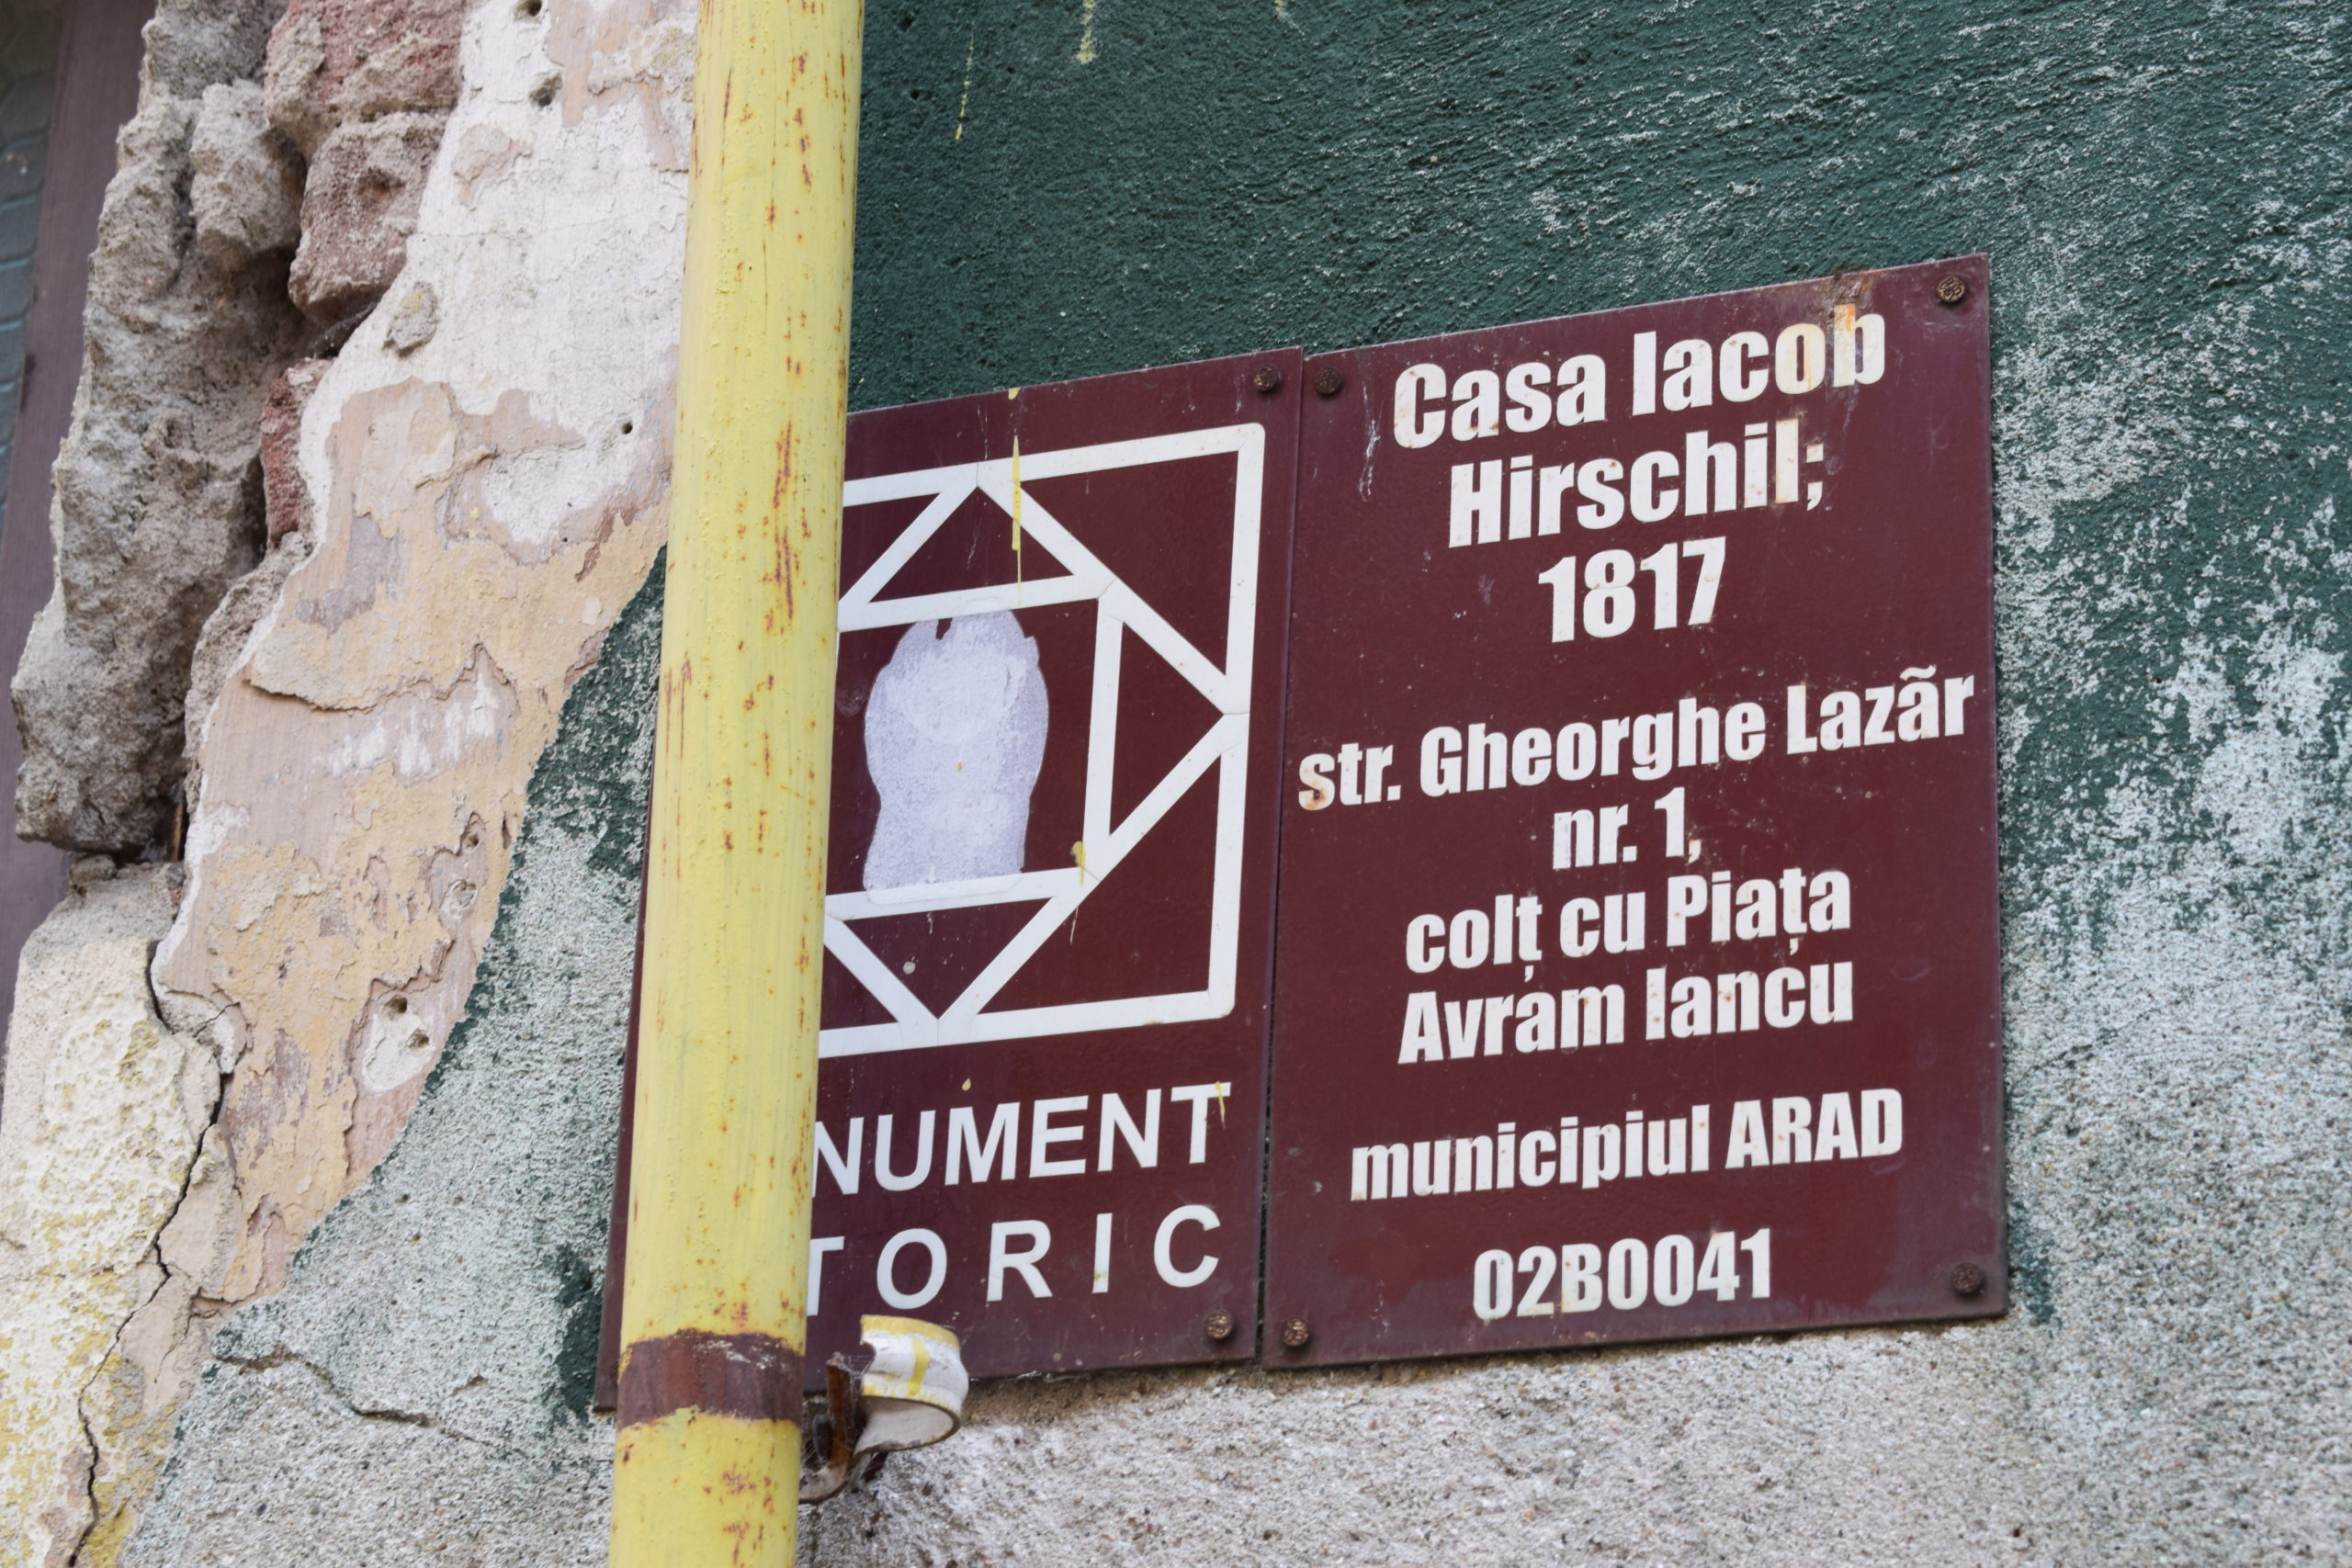 NUMENT
TORIC
Casa Iacob
Hirschil;
1817
str. Gheorghe Lazãr
nr. 1,
colț cu Piața
Avram Iancu
municipiul ARAD
02B0041